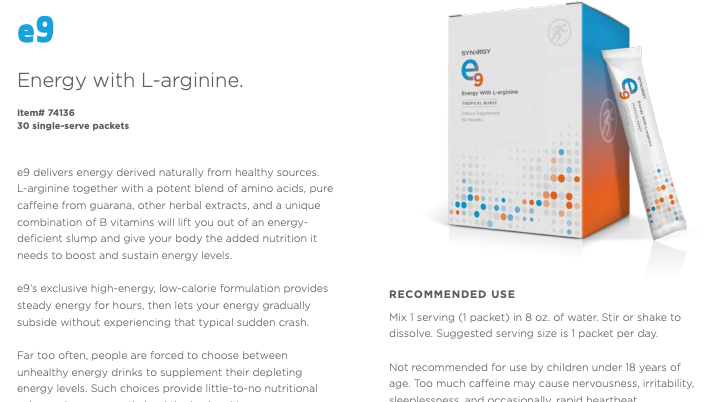 e9
Energy with L-arginine.
Item# 74136
30 single-serve packets
e9 delivers energy derived naturally from healthy sources.
L-arginine together with a potent blend of amino acids, pure
caffeine from guarana, other herbal extracts, and a unique
combination of B vitamins will lift you out of an energy-
deficient slump and give your body the added nutrition it
needs to boost and sustain energy levels.
e9's exclusive high-energy, low-calorie formulation provides
steady energy for hours, then lets your energy gradually
subside without experiencing that typical sudden crash.
Far too often, people are forced to choose between
unhealthy energy drinks to supplement their depleting
energy levels. Such choices provide little-to-no nutritional
SYNERGY
e9
Energy With L-arginine
TROPICAL BURST
Dietary Supplement
30 Packets
SYNERGY
e9
Energy With L-arginine
TROPICAL BURST
RECOMMENDED USE
Mix 1 serving (1 packet) in 8 oz. of water. Stir or shake to
dissolve. Suggested serving size is 1 packet per day.
Not recommended for use by children under 18 years of
age. Too much caffeine may cause nervousness, irritability,
sleeplessness, and occasionally, rapid heartbeat.